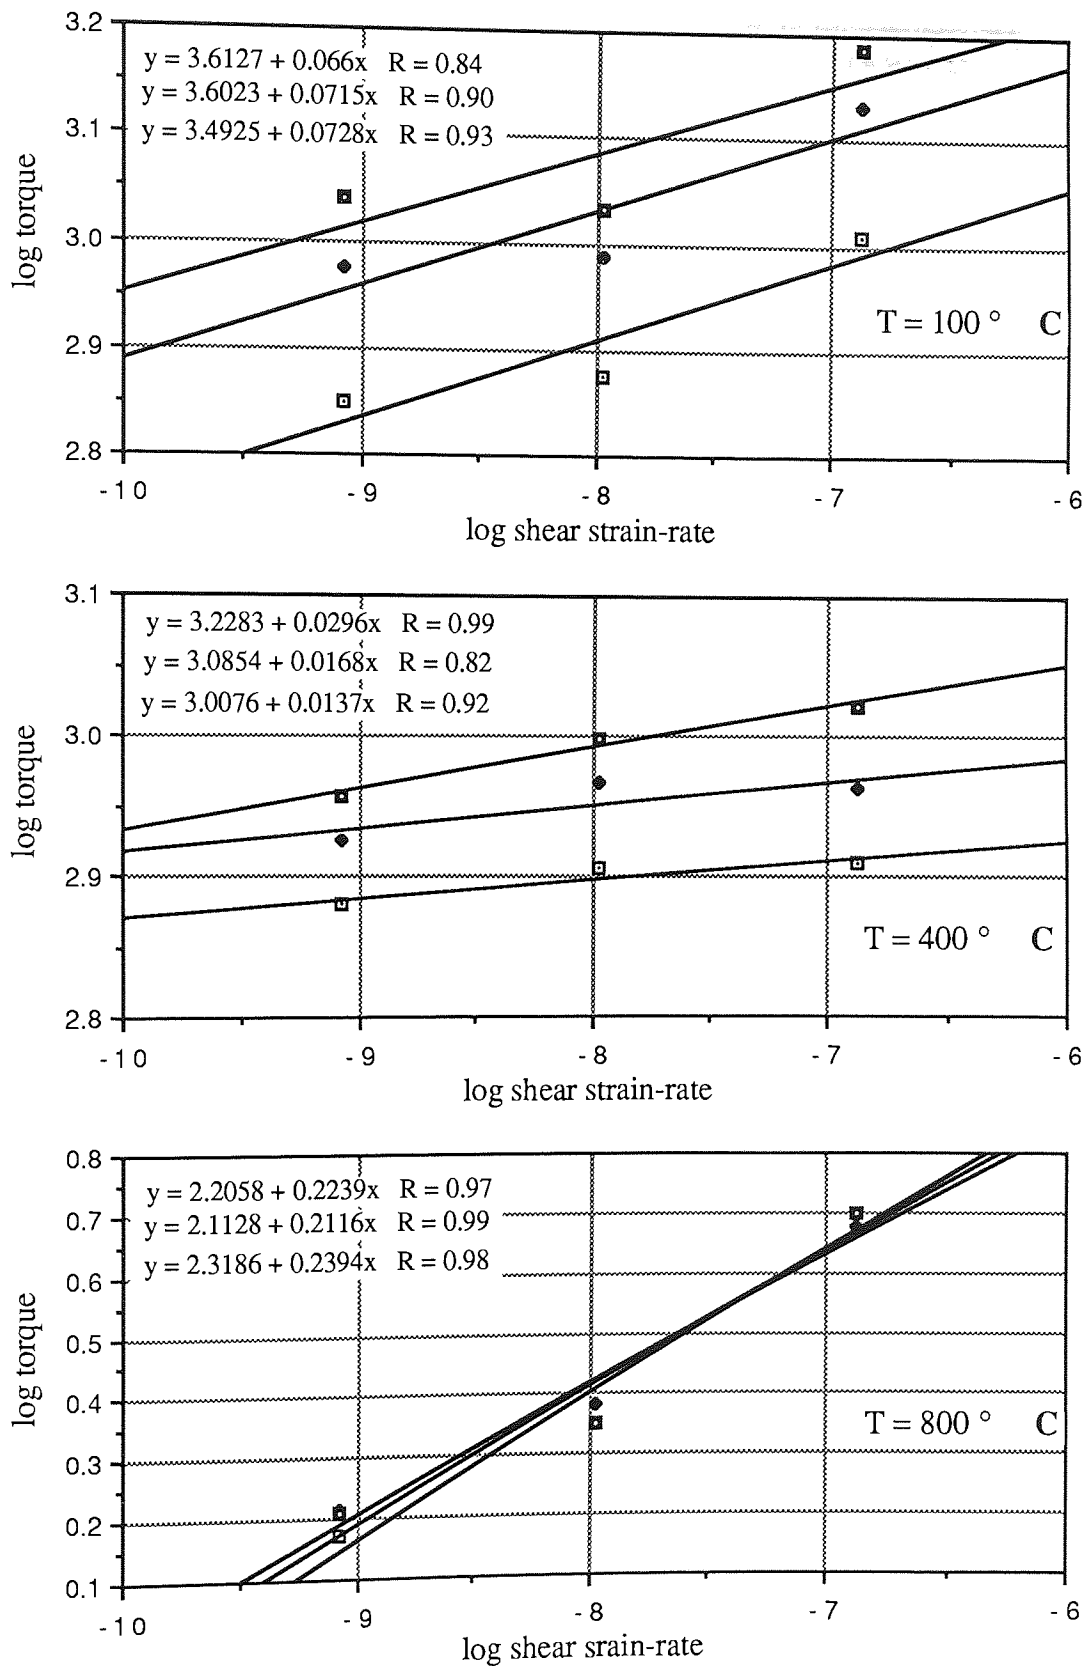 3.2
y = 3.6127 + 0.066x R = 0.84
y = 3.6023 + 0.0715x R = 0.90
y = 3.4925 + 0.0728x R = 0.93
3.1
3.0
2.9
2.8
log torque
T = 100 ° C
-10 -9 -8 -7 -6
log shear strain-rate
3.1
y = 3.2283 + 0.0296x R = 0.99
y = 3.0854 + 0.0168x R = 0.82
y = 3.0076 + 0.0137x R = 0.92
3.0
2.9
2.8
log torque
T = 400 ° C
-10 -9 -8 -7 -6
log shear strain-rate
0.8
y = 2.2058 + 0.2239x R = 0.97
0.7
y = 2.1128 + 0.2116x R = 0.99
y = 2.3186 + 0.2394x R = 0.98
0.6
0.5
0.4
0.3
0.2
0.1
log torque
T = 800 ° C
-10 -9 -8 -7 -6
log shear srain-rate